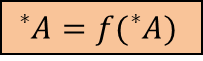 *A = f(*A)